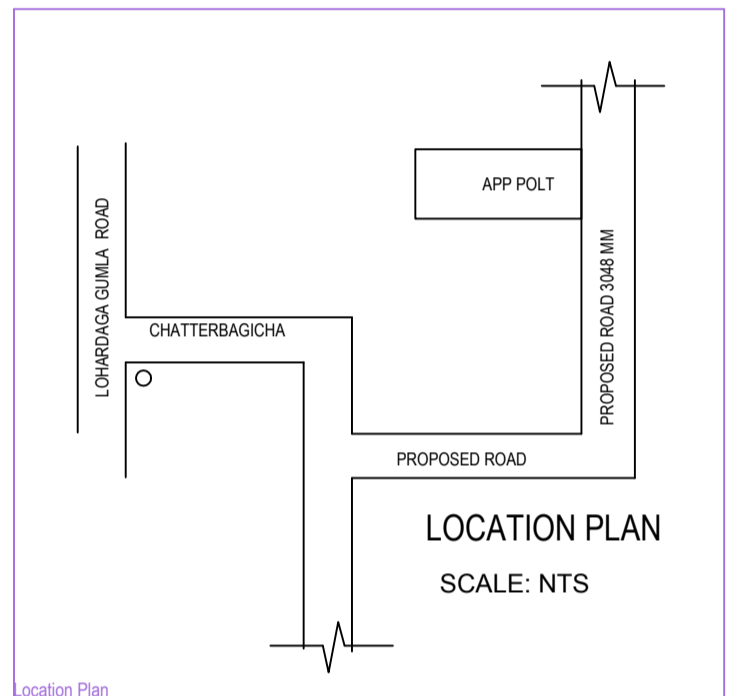 APP POLT
LOHARDAGA GUMLA ROAD
CHATTERBAGICHA
PROPOSED ROAD 3048 MM
PROPOSED ROAD
LOCATION PLAN
SCALE: NTS
Location Plan